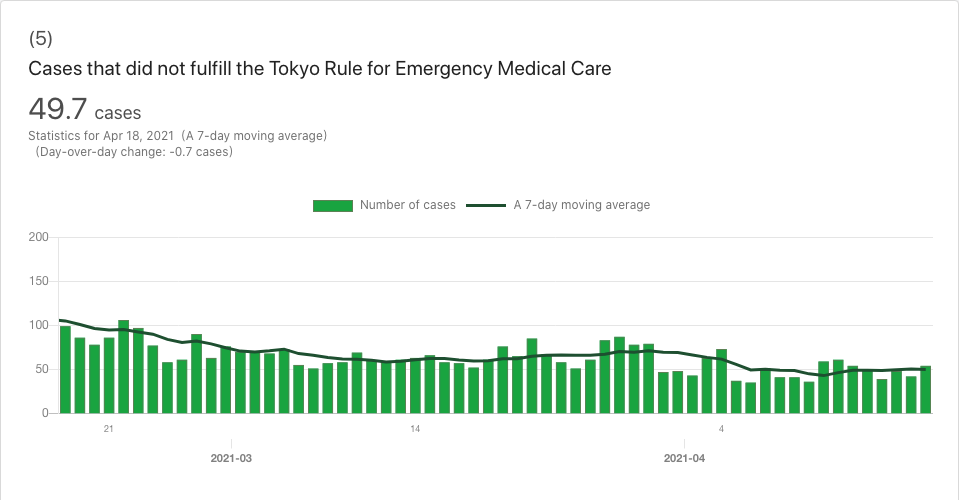 (5)
Cases that did not fulfill the Tokyo Rule for Emergency Medical Care
49.7 cases
Statistics for Apr 18, 2021 (A 7-day moving average)
(Day-over-day change: -0.7 cases)
Number of cases A 7-day moving average
200
150
100
50
0
21 14 4
2021-03 2021-04